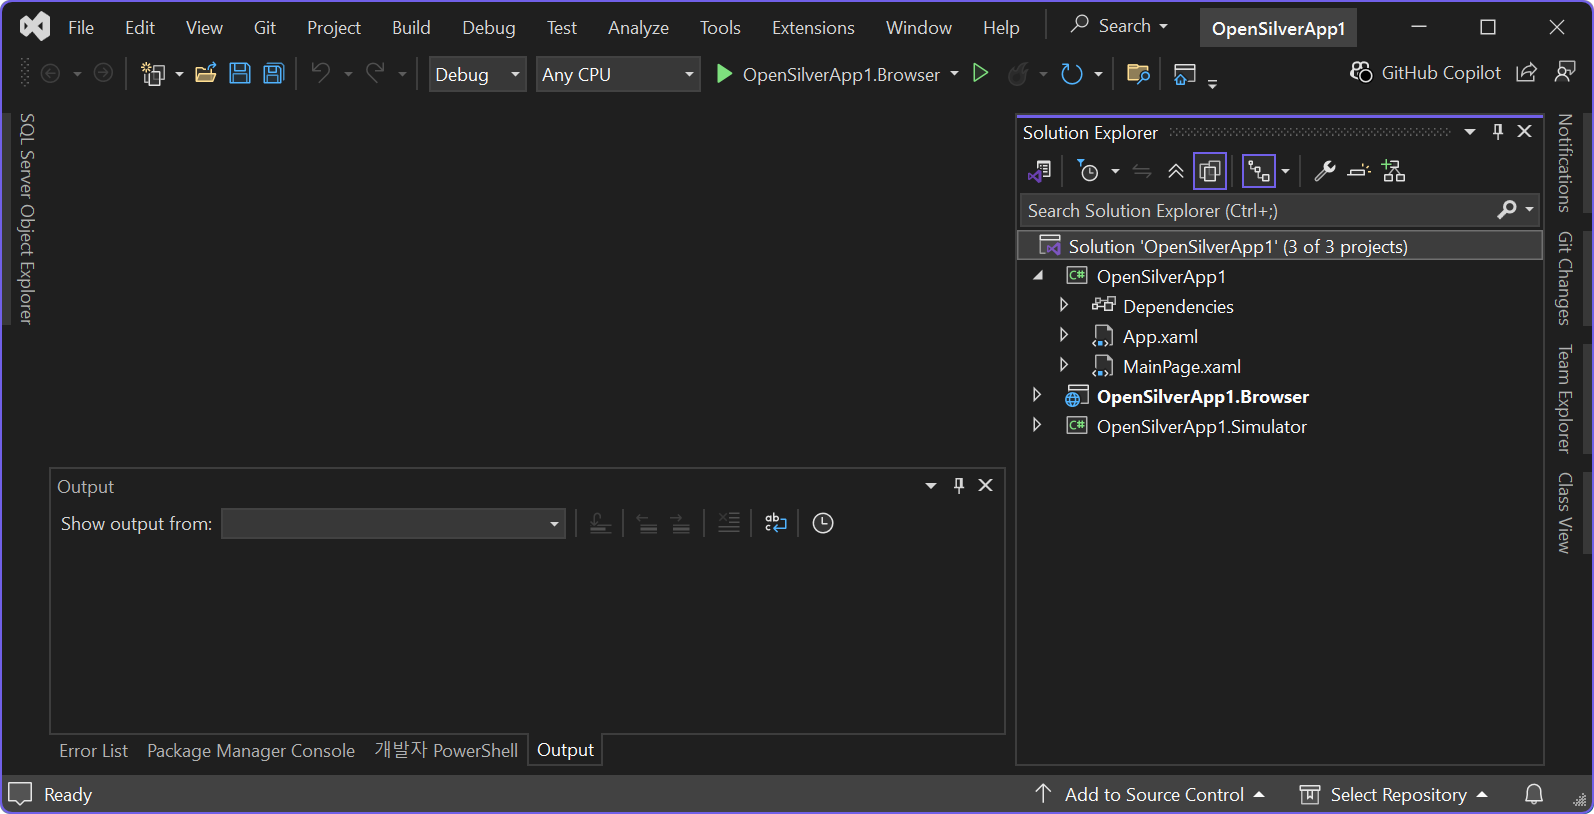 File Edit View Git Project Build Debug Test Analyze Tools Extensions Window Help Search OpenSilverApp1
Debug Any CPU OpenSilverApp1.Browser GitHub Copilot
SQL Server Object Explorer
Solution Explorer
Search Solution Explorer (Ctrl+;)
Solution 'OpenSilverApp1' (3 of 3 projects)
C# OpenSilverApp1
Dependencies
App.xaml
MainPage.xaml
OpenSilverApp1.Browser
C# OpenSilverApp1.Simulator
Notifications
Git Changes
Team Explorer
Class View
Output
Show output from:
Error List Package Manager Console 개발자 PowerShell Output
Ready Add to Source Control Select Repository